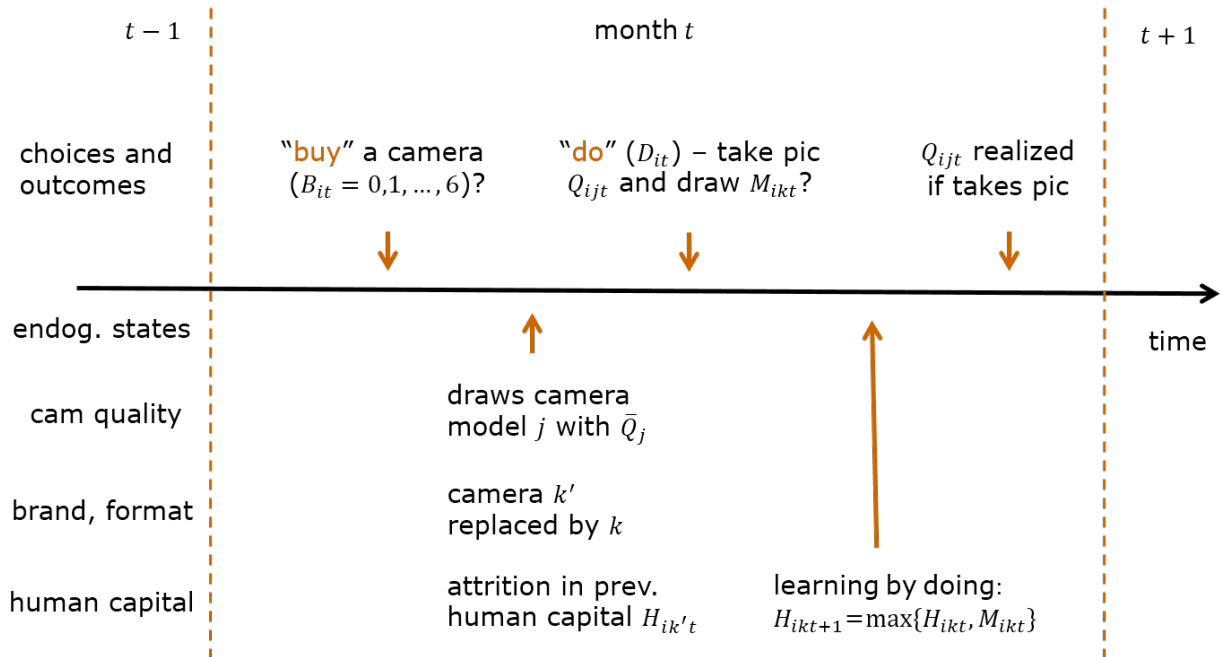 t − 1
month t
t + 1
choices and
outcomes
“buy” a camera
(B_it = 0,1, … , 6)?
“do” (D_it) – take pic
Q_ijt and draw M_ikt?
Q_ijt realized
if takes pic
endog. states
time
cam quality
draws camera
model j with Q̄_j
brand, format
camera k′
replaced by k
human capital
attrition in prev.
human capital H_ik′t
learning by doing:
H_ikt+1=max{H_ikt, M_ikt}